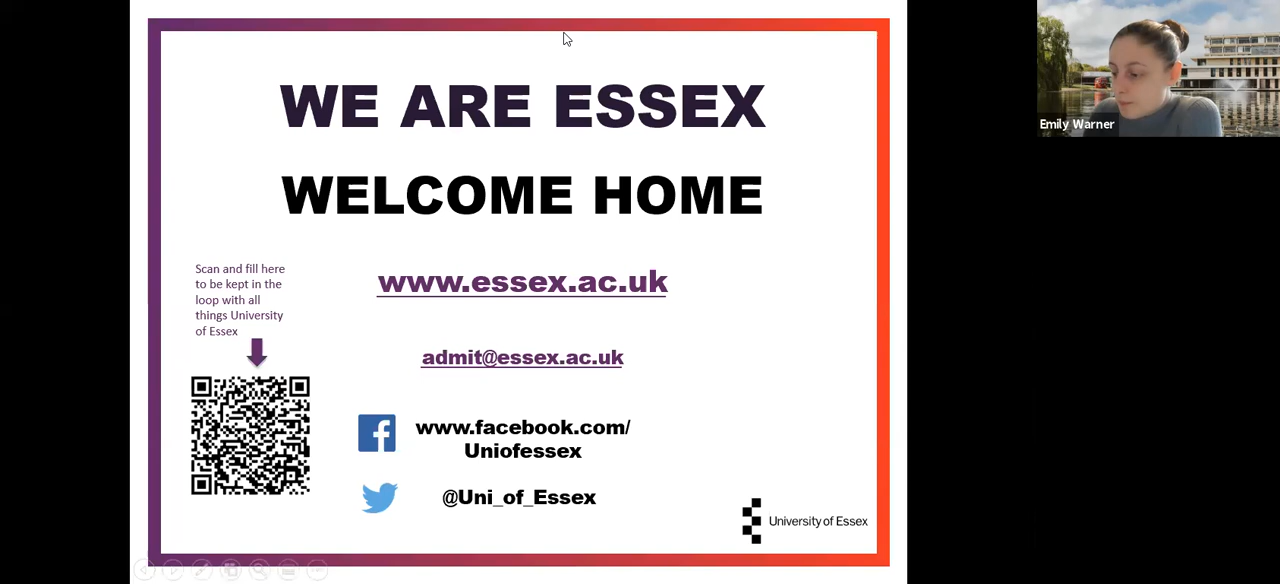 WE ARE ESSEX
WELCOME HOME
Scan and fill here
to be kept in the
loop with all
things University
of Essex
www.essex.ac.uk
admit@essex.ac.uk
www.facebook.com/
Uniofessex
@Uni_of_Essex
University of Essex
Emily Warner